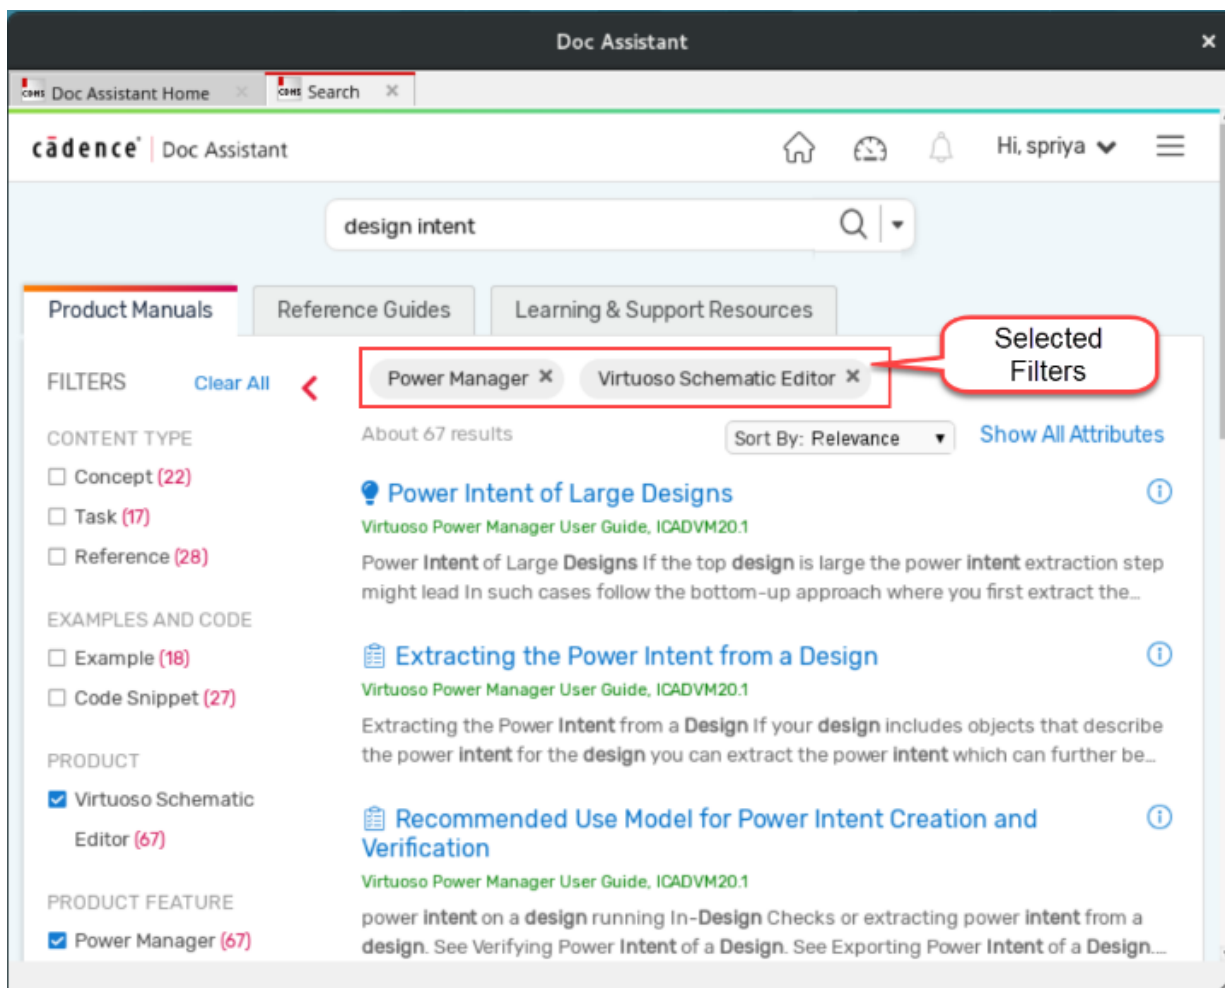 Doc Assistant
CDMS Doc Assistant Home
CDMS Search
cādence® | Doc Assistant
Hi, spriya
design intent
Product Manuals
Reference Guides
Learning & Support Resources
Selected
Filters
FILTERS
Clear All
Power Manager
Virtuoso Schematic Editor
CONTENT TYPE
Concept (22)
Task (17)
Reference (28)
EXAMPLES AND CODE
Example (18)
Code Snippet (27)
PRODUCT
Virtuoso Schematic
Editor (67)
PRODUCT FEATURE
Power Manager (67)
About 67 results
Sort By: Relevance
Show All Attributes
Power Intent of Large Designs
Virtuoso Power Manager User Guide, ICADVM20.1
Power Intent of Large Designs If the top design is large the power intent extraction step
might lead In such cases follow the bottom-up approach where you first extract the...
Extracting the Power Intent from a Design
Virtuoso Power Manager User Guide, ICADVM20.1
Extracting the Power Intent from a Design If your design includes objects that describe
the power intent for the design you can extract the power intent which can further be...
Recommended Use Model for Power Intent Creation and
Verification
Virtuoso Power Manager User Guide, ICADVM20.1
power intent on a design running In-Design Checks or extracting power intent from a
design. See Verifying Power Intent of a Design. See Exporting Power Intent of a Design....